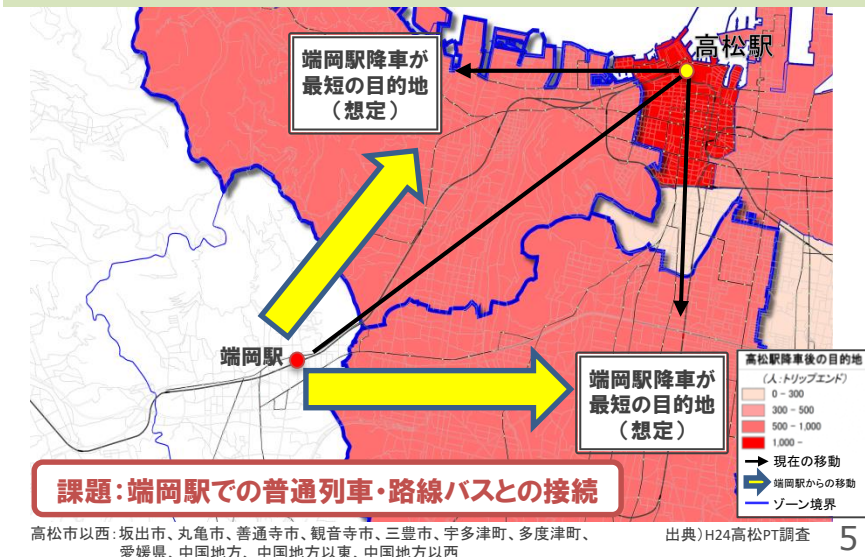 高松駅
端岡駅降車が
最短の目的地
(想定)
端岡駅
端岡駅降車が
最短の目的地
(想定)
高松駅降車後の目的地
(人:トリップエンド)
0 - 300
300 - 500
500 - 1,000
1,000 -
現在の移動
端岡駅からの移動
ゾーン境界
課題:端岡駅での普通列車・路線バスとの接続
高松市以西:坂出市、丸亀市、善通寺市、観音寺市、三豊市、宇多津町、多度津町、
愛媛県、中国地方、中国地方以東、中国地方以西
出典)H24高松PT調査
5